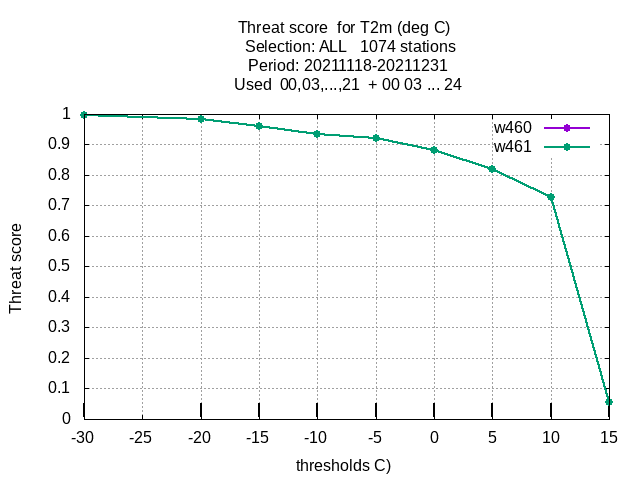 Threat score  for T2m (deg C)
Selection: ALL   1074 stations
Period: 20211118-20211231
Used  00,03,...,21  + 00 03 ... 24
w460
w461
1
0.9
0.8
0.7
0.6
0.5
0.4
0.3
0.2
0.1
0
Threat score
-30 -25 -20 -15 -10 -5 0 5 10 15
thresholds C)